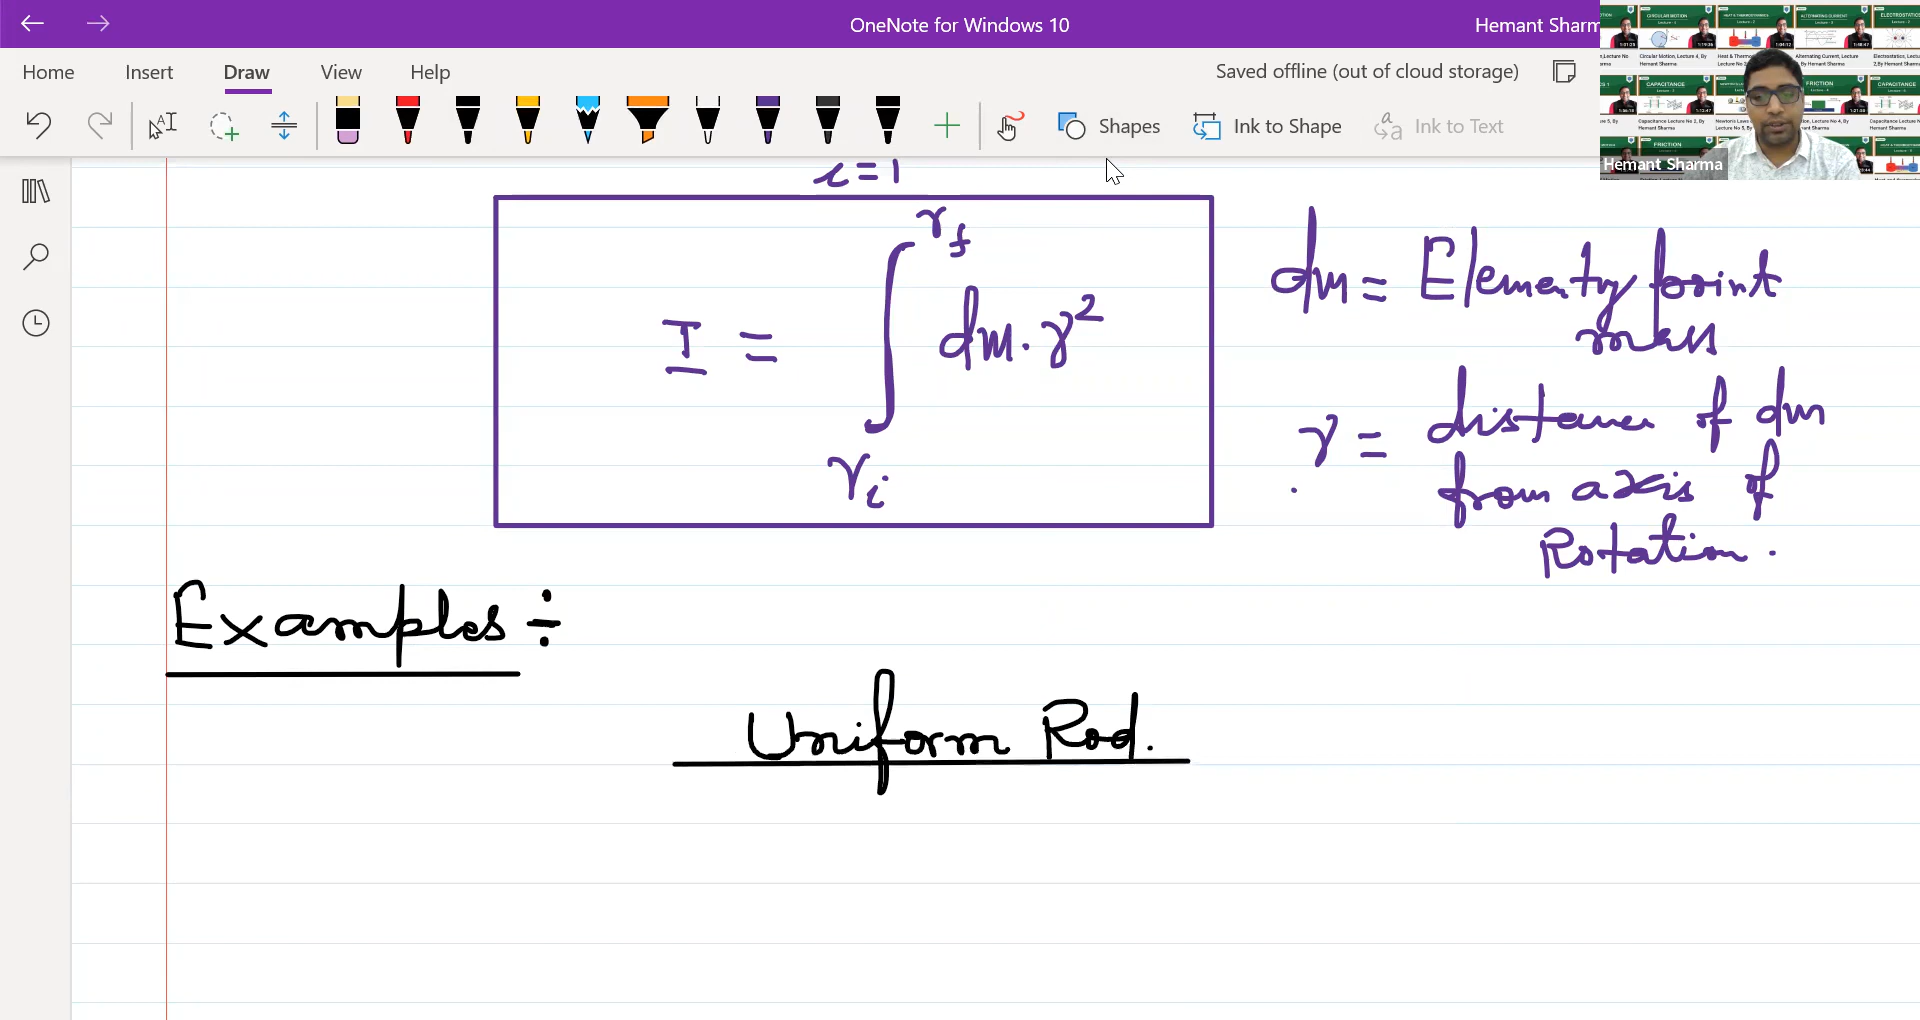 OneNote for Windows 10
Hemant Sharm
Home Insert Draw View Help
Saved offline (out of cloud storage)
Shapes Ink to Shape Ink to Text
Hemant Sharma
i = 1
I = ∫ dm . r²
r_f
r_i
dm = Elementry point
mass
r = distance of dm
from axis of
Rotation .
Examples ÷
Uniform Rod.